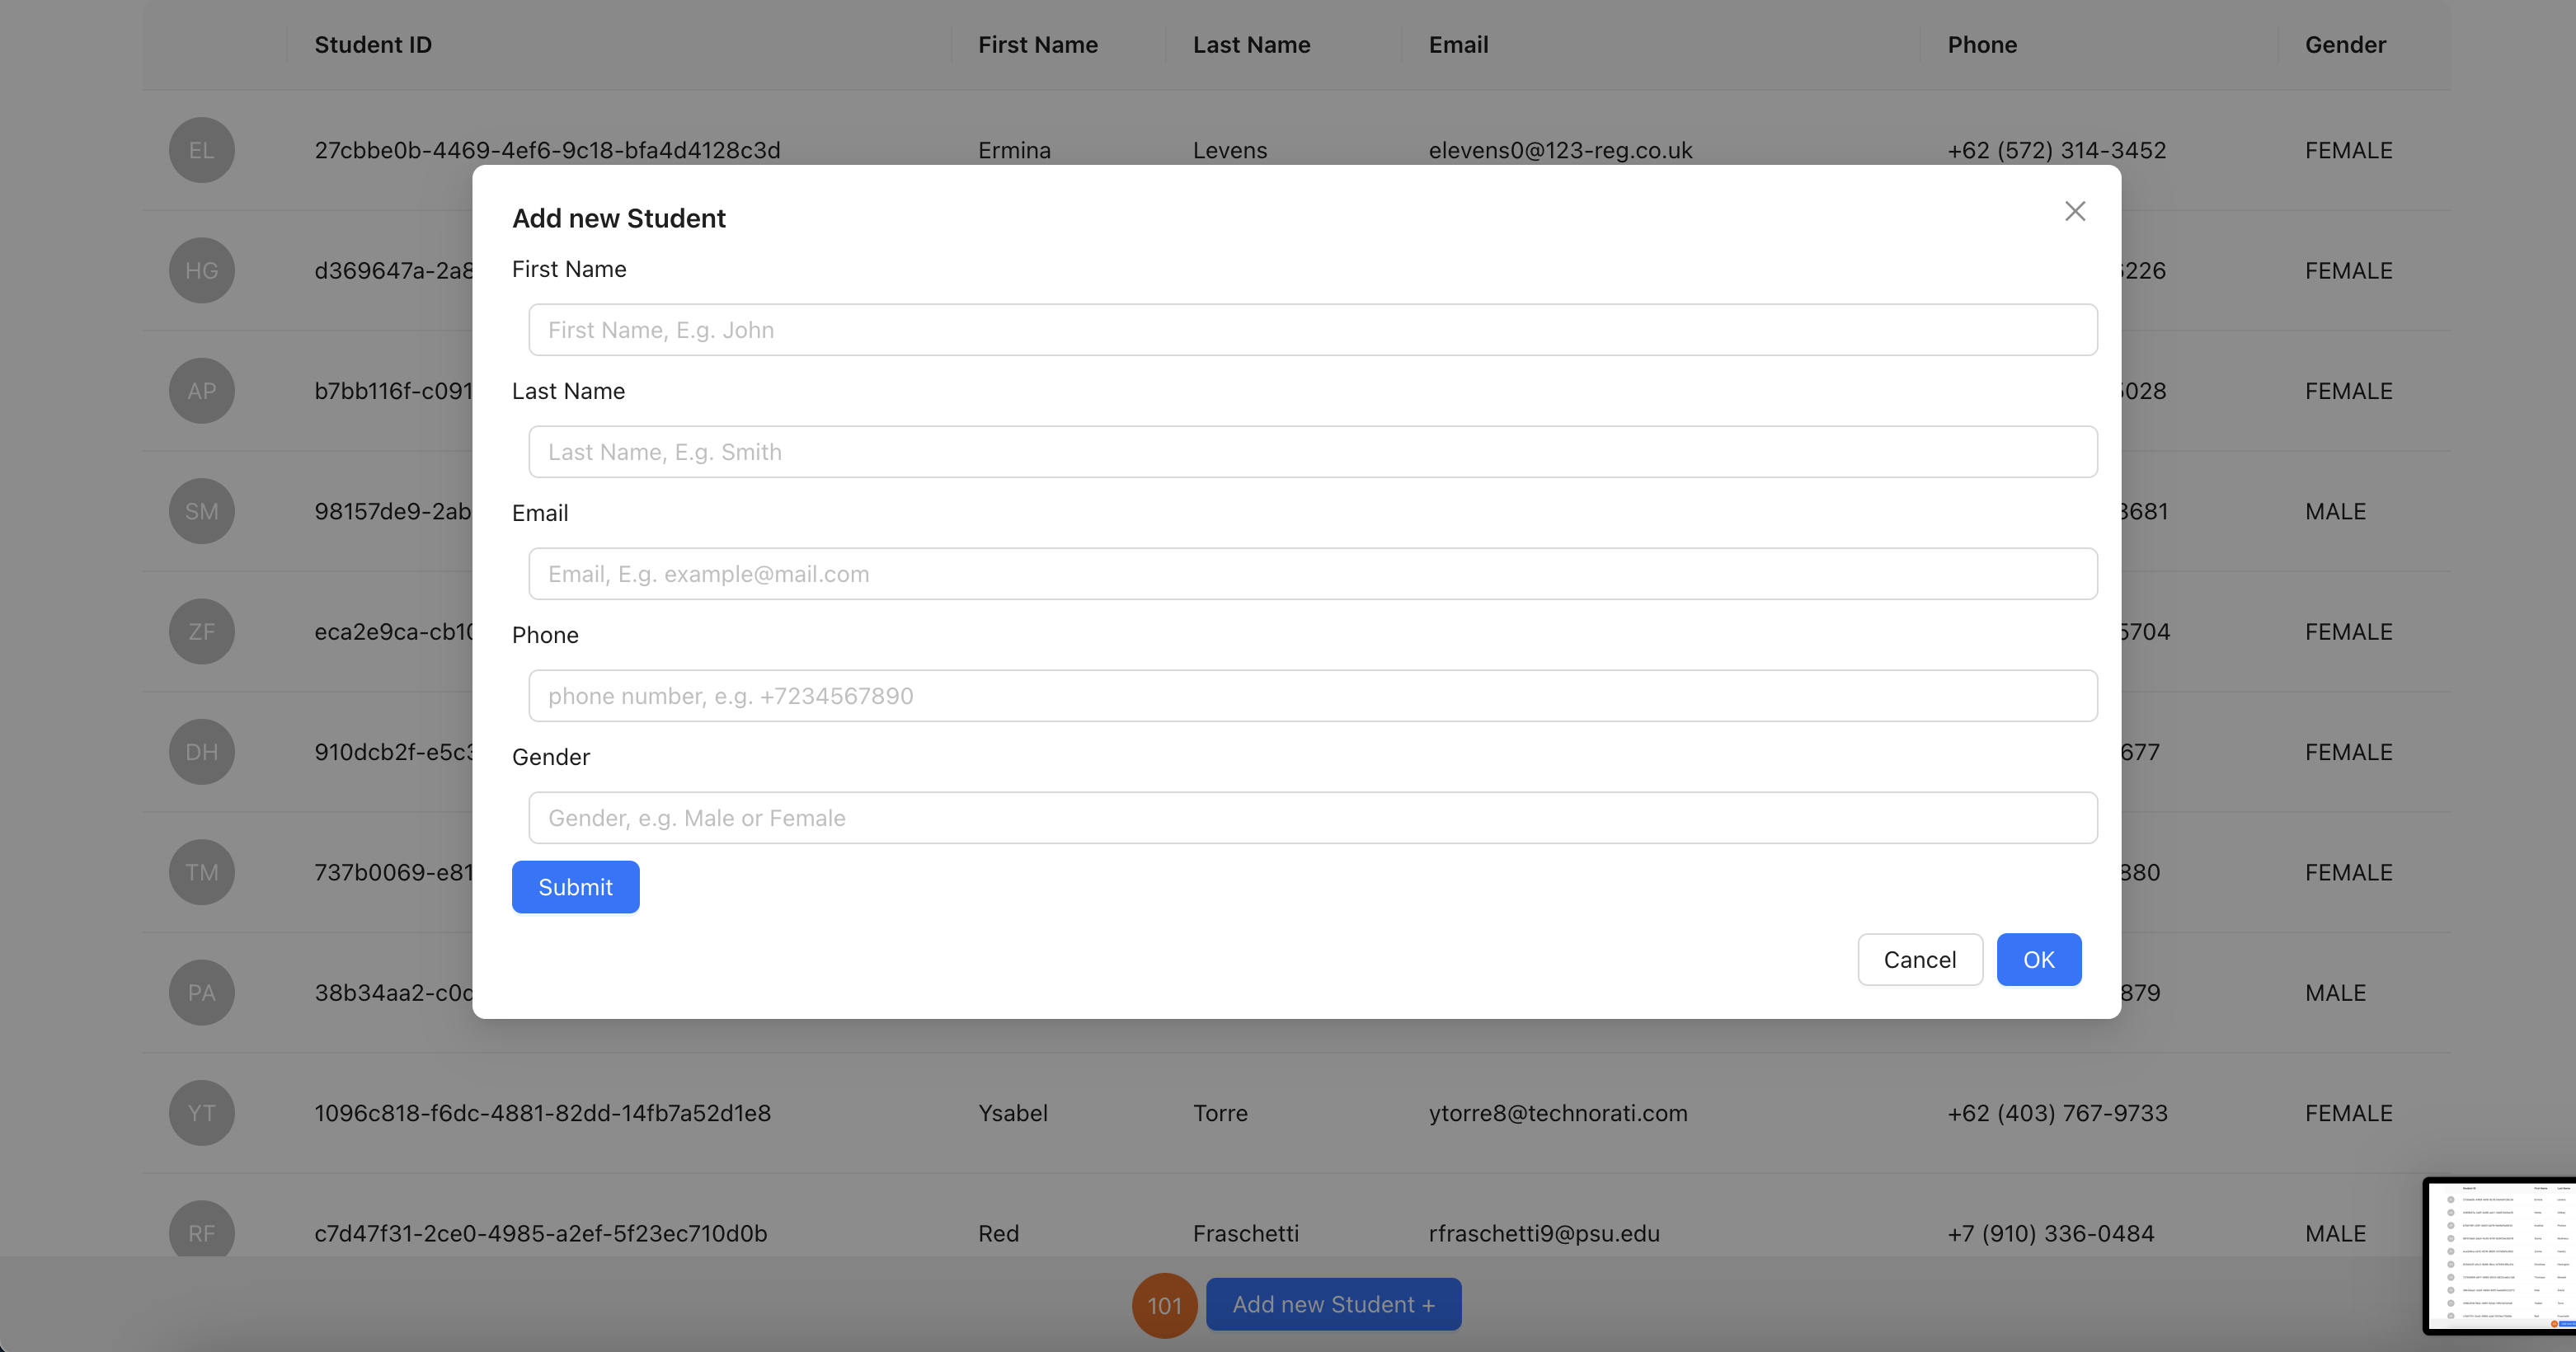 Student ID First Name Last Name Email Phone Gender
EL 27cbbe0b-4469-4ef6-9c18-bfa4d4128c3d Ermina Levens elevens0@123-reg.co.uk +62 (572) 314-3452 FEMALE
Add new Student
First Name
HG d369647a-2a8 226 FEMALE
First Name, E.g. John
AP b7bb116f-c091 Last Name 028 FEMALE
Last Name, E.g. Smith
SM 98157de9-2ab Email 681 MALE
Email, E.g. example@mail.com
ZF eca2e9ca-cb10 Phone 5704 FEMALE
phone number, e.g. +7234567890
DH 910dcb2f-e5c3 Gender 677 FEMALE
Gender, e.g. Male or Female
TM 737b0069-e81 880 FEMALE
Submit
Cancel OK
PA 38b34aa2-c0d 879 MALE
YT 1096c818-f6dc-4881-82dd-14fb7a52d1e8 Ysabel Torre ytorre8@technorati.com +62 (403) 767-9733 FEMALE
RF c7d47f31-2ce0-4985-a2ef-5f23ec710d0b Red Fraschetti rfraschetti9@psu.edu +7 (910) 336-0484 MALE
101 Add new Student +